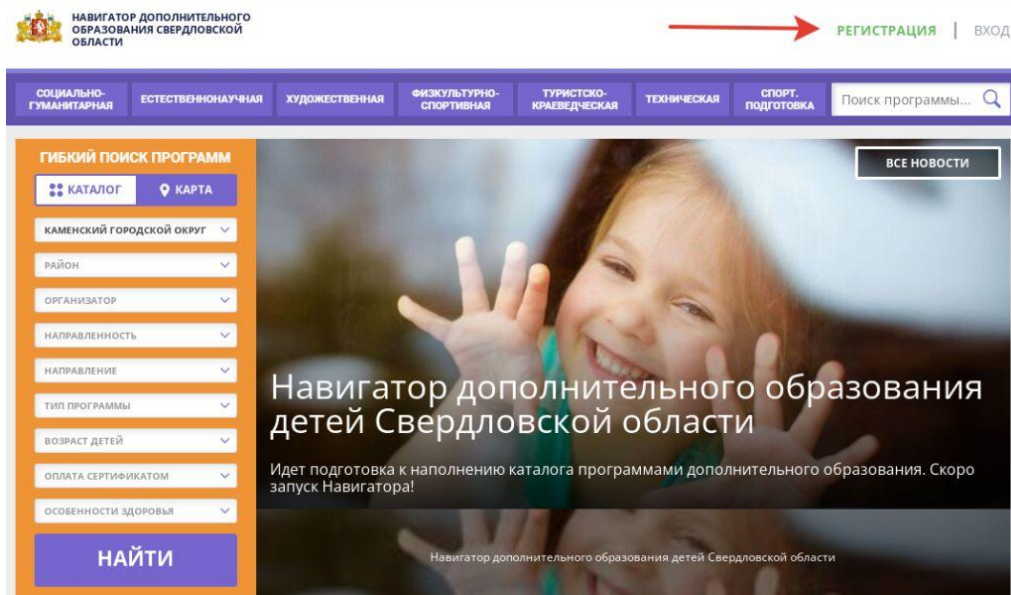 НАВИГАТОР ДОПОЛНИТЕЛЬНОГО
ОБРАЗОВАНИЯ СВЕРДЛОВСКОЙ
ОБЛАСТИ
РЕГИСТРАЦИЯ | ВХОД
СОЦИАЛЬНО-
ГУМАНИТАРНАЯ
ЕСТЕСТВЕННОНАУЧНАЯ
ХУДОЖЕСТВЕННАЯ
ФИЗКУЛЬТУРНО-
СПОРТИВНАЯ
ТУРИСТСКО-
КРАЕВЕДЧЕСКАЯ
ТЕХНИЧЕСКАЯ
СПОРТ.
ПОДГОТОВКА
Поиск программы...
ГИБКИЙ ПОИСК ПРОГРАММ
КАТАЛОГ
КАРТА
КАМЕНСКИЙ ГОРОДСКОЙ ОКРУГ
РАЙОН
ОРГАНИЗАТОР
НАПРАВЛЕННОСТЬ
НАПРАВЛЕНИЕ
ТИП ПРОГРАММЫ
ВОЗРАСТ ДЕТЕЙ
ОПЛАТА СЕРТИФИКАТОМ
ОСОБЕННОСТИ ЗДОРОВЬЯ
НАЙТИ
ВСЕ НОВОСТИ
Навигатор дополнительного образования
детей Свердловской области
Идет подготовка к наполнению каталога программами дополнительного образования. Скоро
запуск Навигатора!
Навигатор дополнительного образования детей Свердловской области